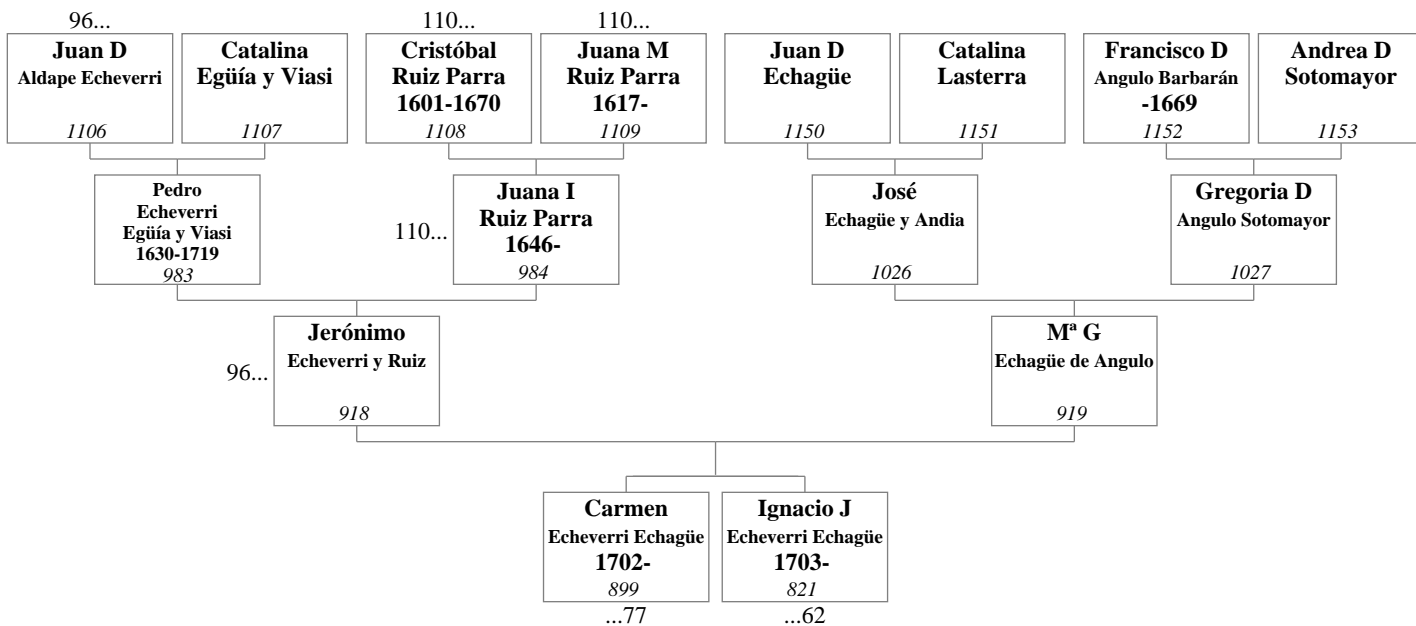 96...
110...
110...
Juan D
Aldape Echeverri
1106
Catalina
Egüía y Viasi
1107
Cristóbal
Ruiz Parra
1601-1670
1108
Juana M
Ruiz Parra
1617-
1109
Juan D
Echagüe
1150
Catalina
Lasterra
1151
Francisco D
Angulo Barbarán
-1669
1152
Andrea D
Sotomayor
1153
Pedro
Echeverri
Egüía y Viasi
1630-1719
983
110...
Juana I
Ruiz Parra
1646-
984
José
Echagüe y Andia
1026
Gregoria D
Angulo Sotomayor
1027
96...
Jerónimo
Echeverri y Ruiz
918
Mª G
Echagüe de Angulo
919
Carmen
Echeverri Echagüe
1702-
899
...77
Ignacio J
Echeverri Echagüe
1703-
821
...62